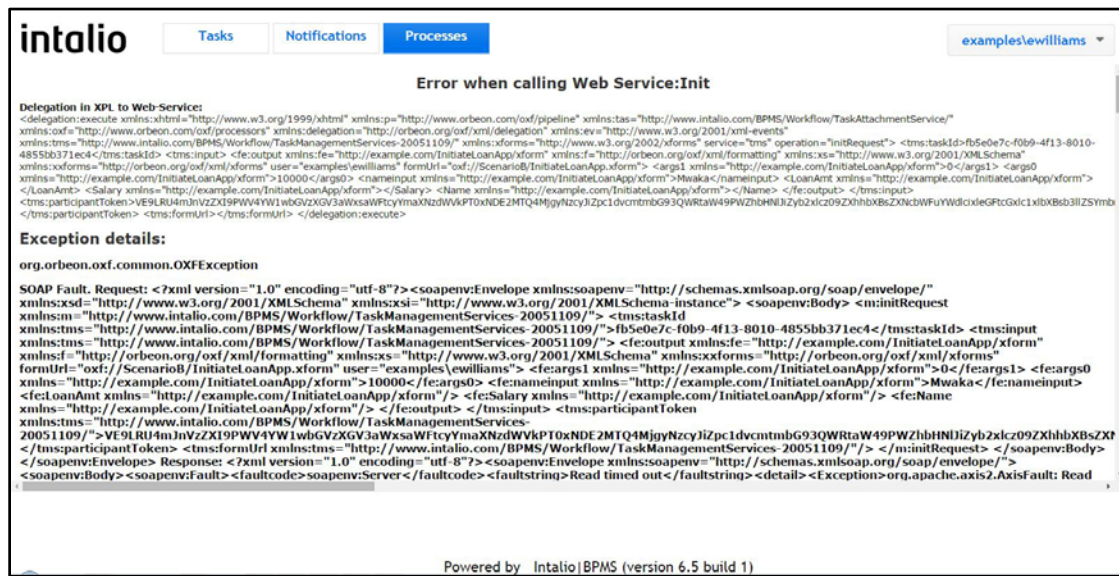 intalio
Tasks
Notifications
Processes
examples\ewilliams
Error when calling Web Service:Init
Delegation in XPL to Web-Service:
<delegation:execute xmlns:xhtml="http://www.w3.org/1999/xhtml" xmlns:p="http://www.orbeon.com/oxf/pipeline" xmlns:tas="http://www.intalio.com/BPMS/Workflow/TaskAttachmentService/"
xmlns:oxf="http://www.orbeon.com/oxf/processors" xmlns:delegation="http://orbeon.org/oxf/xml/delegation" xmlns:ev="http://www.w3.org/2001/xml-events"
xmlns:tms="http://www.intalio.com/BPMS/Workflow/TaskManagementServices-20051109/" xmlns:xforms="http://www.w3.org/2002/xforms" service="tms" operation="initRequest"> <tms:taskId>fb5e0e7c-f0b9-4f13-8010-
4855bb371ec4</tms:taskId> <tms:input> <fe:output xmlns:fe="http://example.com/InitiateLoanApp/xform" xmlns:f="http://orbeon.org/oxf/xml/formatting" xmlns:xs="http://www.w3.org/2001/XMLSchema"
xmlns:xxforms="http://orbeon.org/oxf/xml/xforms" user="examples\ewilliams" formUrl="oxf://ScenarioB/InitiateLoanApp.xform"> <args1 xmlns="http://example.com/InitiateLoanApp/xform">0</args1> <args0
xmlns="http://example.com/InitiateLoanApp/xform">10000</args0> <nameinput xmlns="http://example.com/InitiateLoanApp/xform">Mwaka</nameinput> <LoanAmt xmlns="http://example.com/InitiateLoanApp/xform">
</LoanAmt> <Salary xmlns="http://example.com/InitiateLoanApp/xform"></Salary> <Name xmlns="http://example.com/InitiateLoanApp/xform"></Name> </fe:output> </tms:input>
</tms:participantToken> <tms:formUrl></tms:formUrl> </delegation:execute>
Exception details:
org.orbeon.oxf.common.OXFException
SOAP Fault. Request: <?xml version="1.0" encoding="utf-8"?><soapenv:Envelope xmlns:soapenv="http://schemas.xmlsoap.org/soap/envelope/"
xmlns:xsd="http://www.w3.org/2001/XMLSchema" xmlns:xsi="http://www.w3.org/2001/XMLSchema-instance"> <soapenv:Body> <m:initRequest
xmlns:m="http://www.intalio.com/BPMS/Workflow/TaskManagementServices-20051109/"> <tms:taskId
xmlns:tms="http://www.intalio.com/BPMS/Workflow/TaskManagementServices-20051109/">fb5e0e7c-f0b9-4f13-8010-4855bb371ec4</tms:taskId> <tms:input
xmlns:tms="http://www.intalio.com/BPMS/Workflow/TaskManagementServices-20051109/"> <fe:output xmlns:fe="http://example.com/InitiateLoanApp/xform"
xmlns:f="http://orbeon.org/oxf/xml/formatting" xmlns:xs="http://www.w3.org/2001/XMLSchema" xmlns:xxforms="http://orbeon.org/oxf/xml/xforms"
formUrl="oxf://ScenarioB/InitiateLoanApp.xform" user="examples\ewilliams"> <fe:args1 xmlns="http://example.com/InitiateLoanApp/xform">0</fe:args1> <fe:args0
xmlns="http://example.com/InitiateLoanApp/xform">10000</fe:args0> <fe:nameinput xmlns="http://example.com/InitiateLoanApp/xform">Mwaka</fe:nameinput>
<fe:LoanAmt xmlns="http://example.com/InitiateLoanApp/xform"/> <fe:Salary xmlns="http://example.com/InitiateLoanApp/xform"/> <fe:Name
xmlns="http://example.com/InitiateLoanApp/xform"/> </fe:output> </tms:input> <tms:participantToken
xmlns:tms="http://www.intalio.com/BPMS/Workflow/TaskManagementServices-
</tms:participantToken> <tms:formUrl xmlns:tms="http://www.intalio.com/BPMS/Workflow/TaskManagementServices-20051109/"/> </m:initRequest> </soapenv:Body>
</soapenv:Envelope> Response: <?xml version="1.0" encoding="utf-8"?><soapenv:Envelope xmlns:soapenv="http://schemas.xmlsoap.org/soap/envelope/">
<soapenv:Body><soapenv:Fault><faultcode>soapenv:Server</faultcode><faultstring>Read timed out</faultstring><detail><Exception>org.apache.axis2.AxisFault: Read
Powered by Intalio|BPMS (version 6.5 build 1)